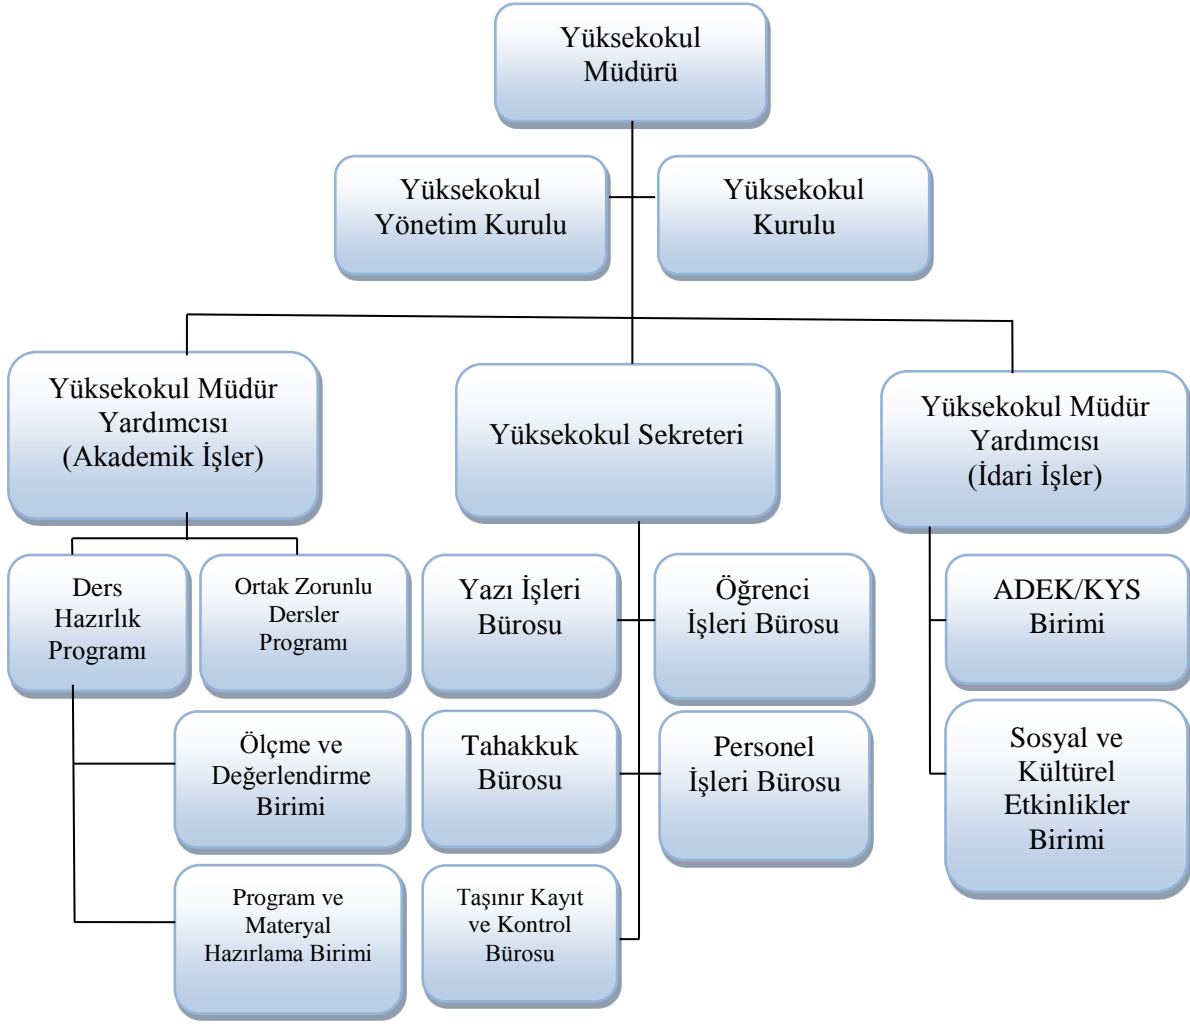 Yüksekokul
Müdürü
Yüksekokul
Yönetim Kurulu
Yüksekokul
Kurulu
Yüksekokul Müdür
Yardımcısı
(Akademik İşler)
Yüksekokul Sekreteri
Yüksekokul Müdür
Yardımcısı
(İdari İşler)
Ders
Hazırlık
Programı
Ortak Zorunlu
Dersler
Programı
Yazı İşleri
Bürosu
Öğrenci
İşleri Bürosu
ADEK/KYS
Birimi
Ölçme ve
Değerlendirme
Birimi
Tahakkuk
Bürosu
Personel
İşleri Bürosu
Sosyal ve
Kültürel
Etkinlikler
Birimi
Program ve
Materyal
Hazırlama Birimi
Taşınır Kayıt
ve Kontrol
Bürosu